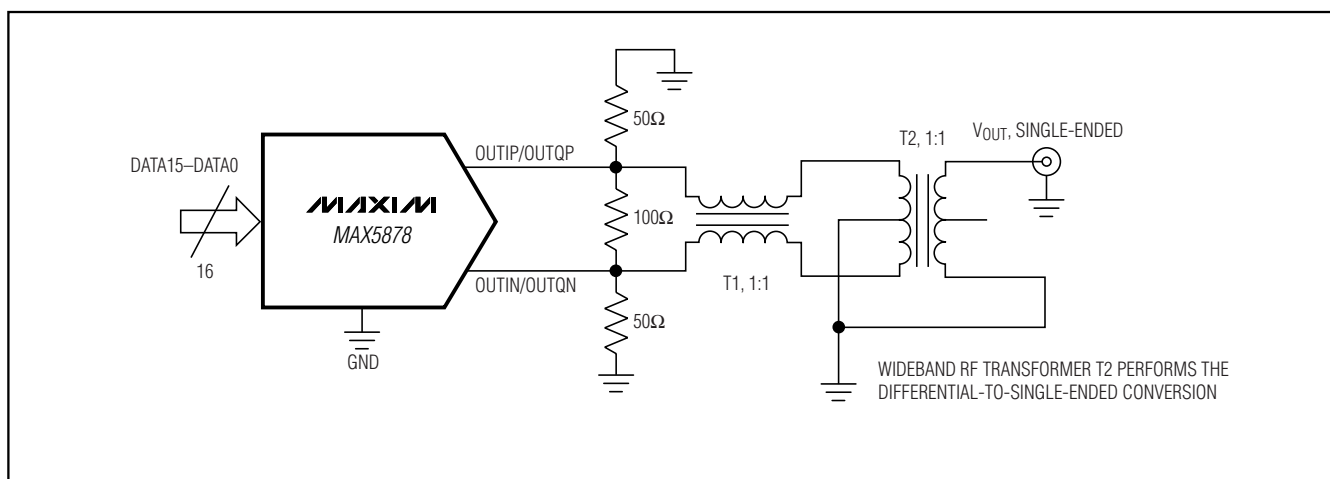 50Ω
T2, 1:1
VOUT, SINGLE-ENDED
DATA15–DATA0
OUTIP/OUTQP
MAXIM
MAX5878
100Ω
16
OUTIN/OUTQN
T1, 1:1
50Ω
GND
WIDEBAND RF TRANSFORMER T2 PERFORMS THE
DIFFERENTIAL-TO-SINGLE-ENDED CONVERSION